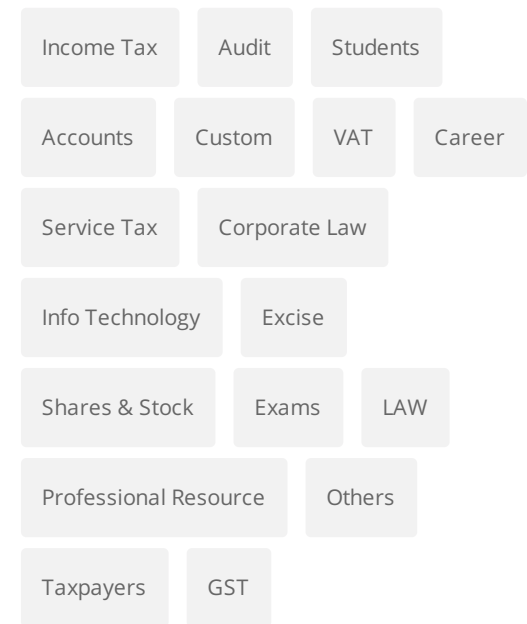 Income Tax Audit Students
Accounts Custom VAT Career
Service Tax Corporate Law
Info Technology Excise
Shares & Stock Exams LAW
Professional Resource Others
Taxpayers GST